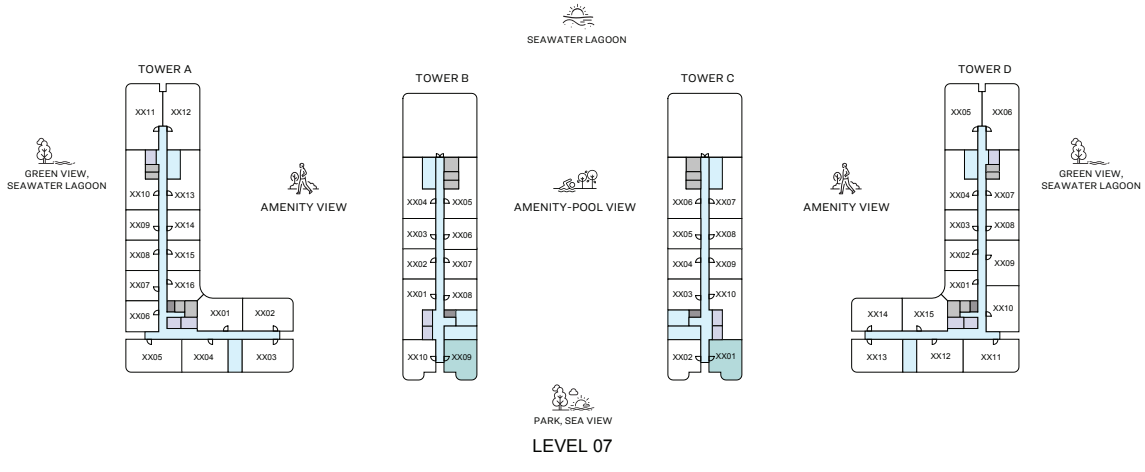 SEAWATER LAGOON
TOWER A
TOWER B
TOWER C
TOWER D
XX11 XX12
XX05 XX06
GREEN VIEW,
SEAWATER LAGOON
GREEN VIEW,
SEAWATER LAGOON
XX10 XX13
XX04 XX05
XX06 XX07
XX04 XX07
AMENITY VIEW
AMENITY-POOL VIEW
AMENITY VIEW
XX09 XX14
XX03 XX06
XX05 XX08
XX03 XX08
XX08 XX15
XX02 XX07
XX04 XX09
XX02 XX09
XX07 XX16
XX01 XX08
XX03 XX10
XX01
XX10
XX06 XX01 XX02
XX14 XX15
XX05 XX04 XX03
XX10 XX09
XX02 XX01
XX13 XX12 XX11
PARK, SEA VIEW
LEVEL 07